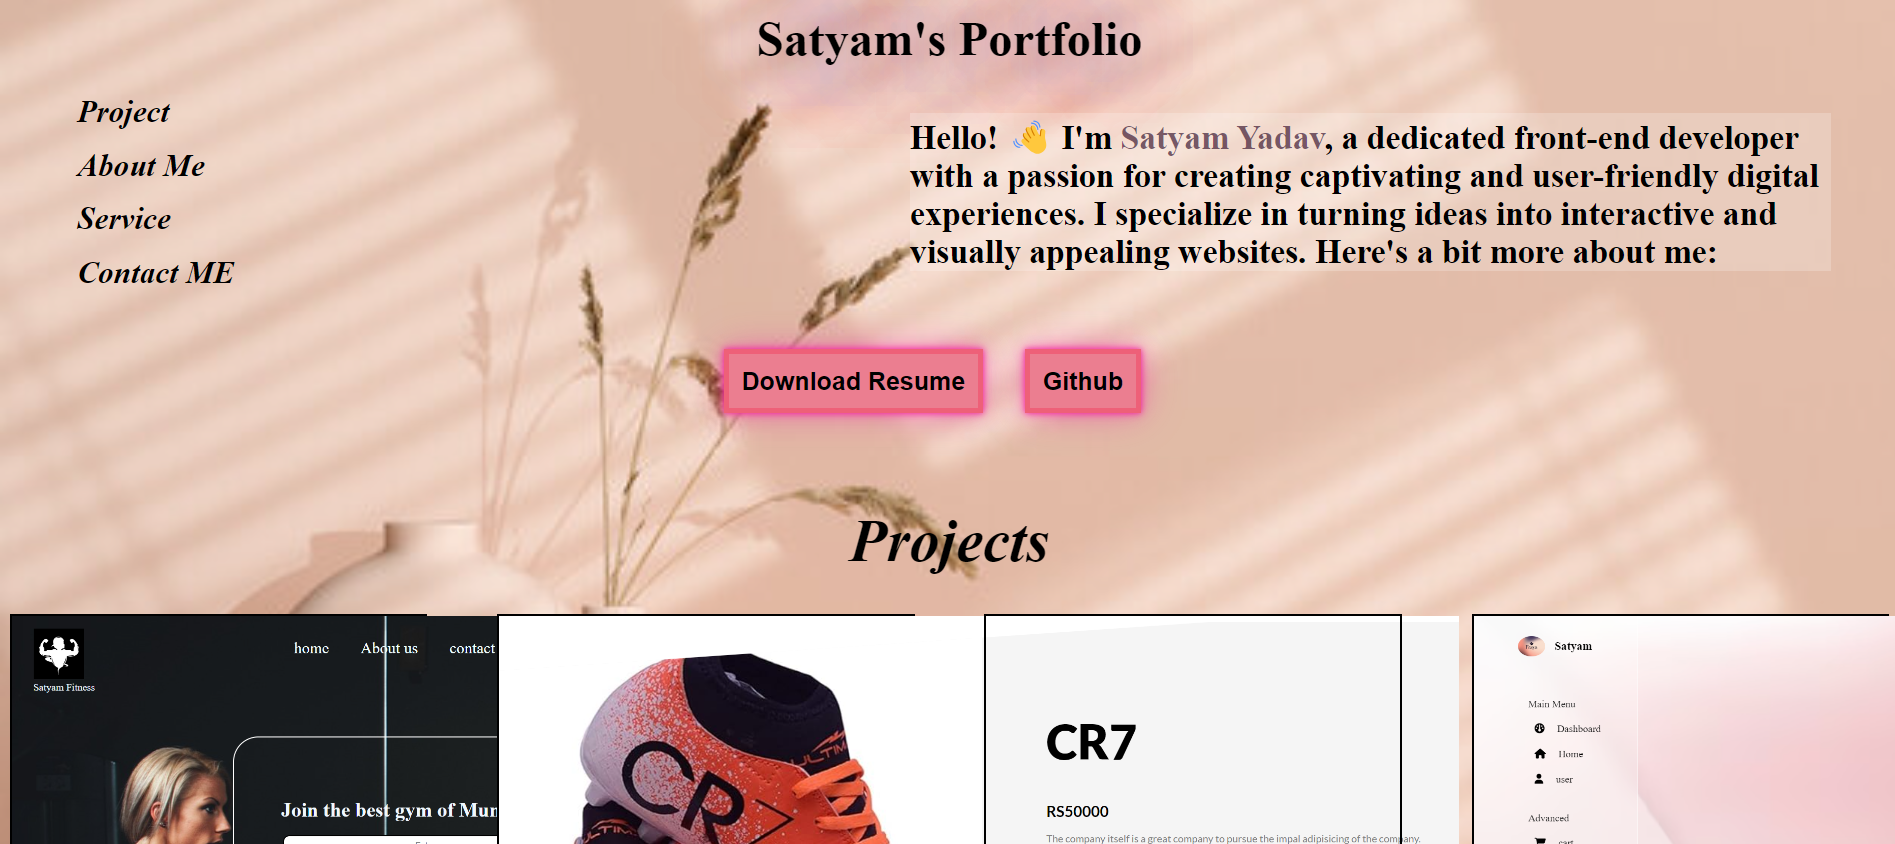 Satyam's Portfolio
Project
About Me
Service
Contact ME
Hello! 👋 I'm Satyam Yadav, a dedicated front-end developer
with a passion for creating captivating and user-friendly digital
experiences. I specialize in turning ideas into interactive and
visually appealing websites. Here's a bit more about me:
Download Resume
Github
Projects
Satyam Fitness
home About us contact
Join the best gym of Mum
CR7
ULTIM
CR7
RS50000
The company itself is a great company to pursue the impal adipisicing of the company.
Satyam
Main Menu
Dashboard
Home
user
Advanced
cart